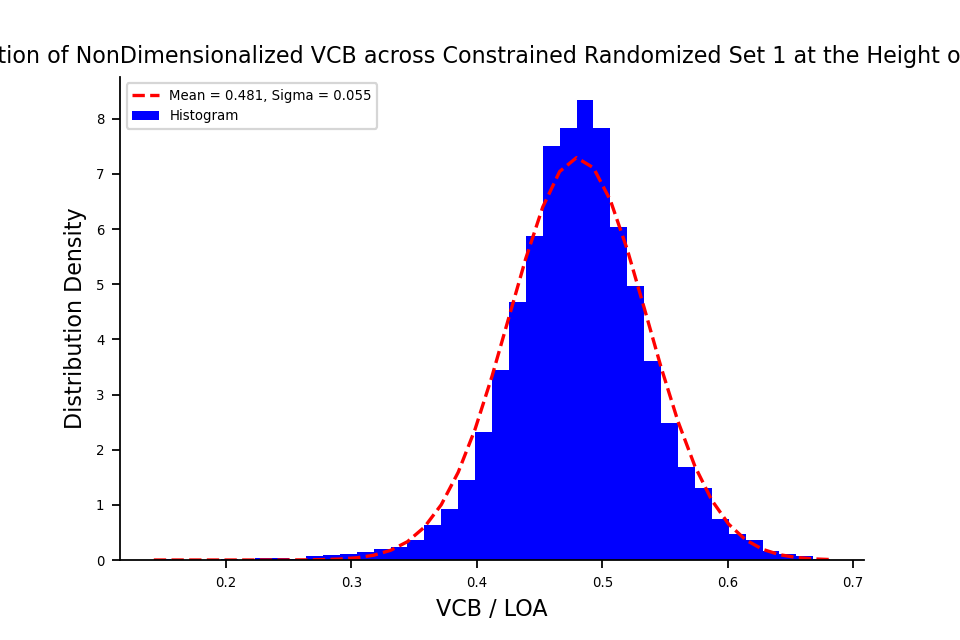 tion of NonDimensionalized VCB across Constrained Randomized Set 1 at the Height o
Mean = 0.481, Sigma = 0.055
Histogram
Distribution Density
8
7
6
5
4
3
2
1
0
0.2 0.3 0.4 0.5 0.6 0.7
VCB / LOA